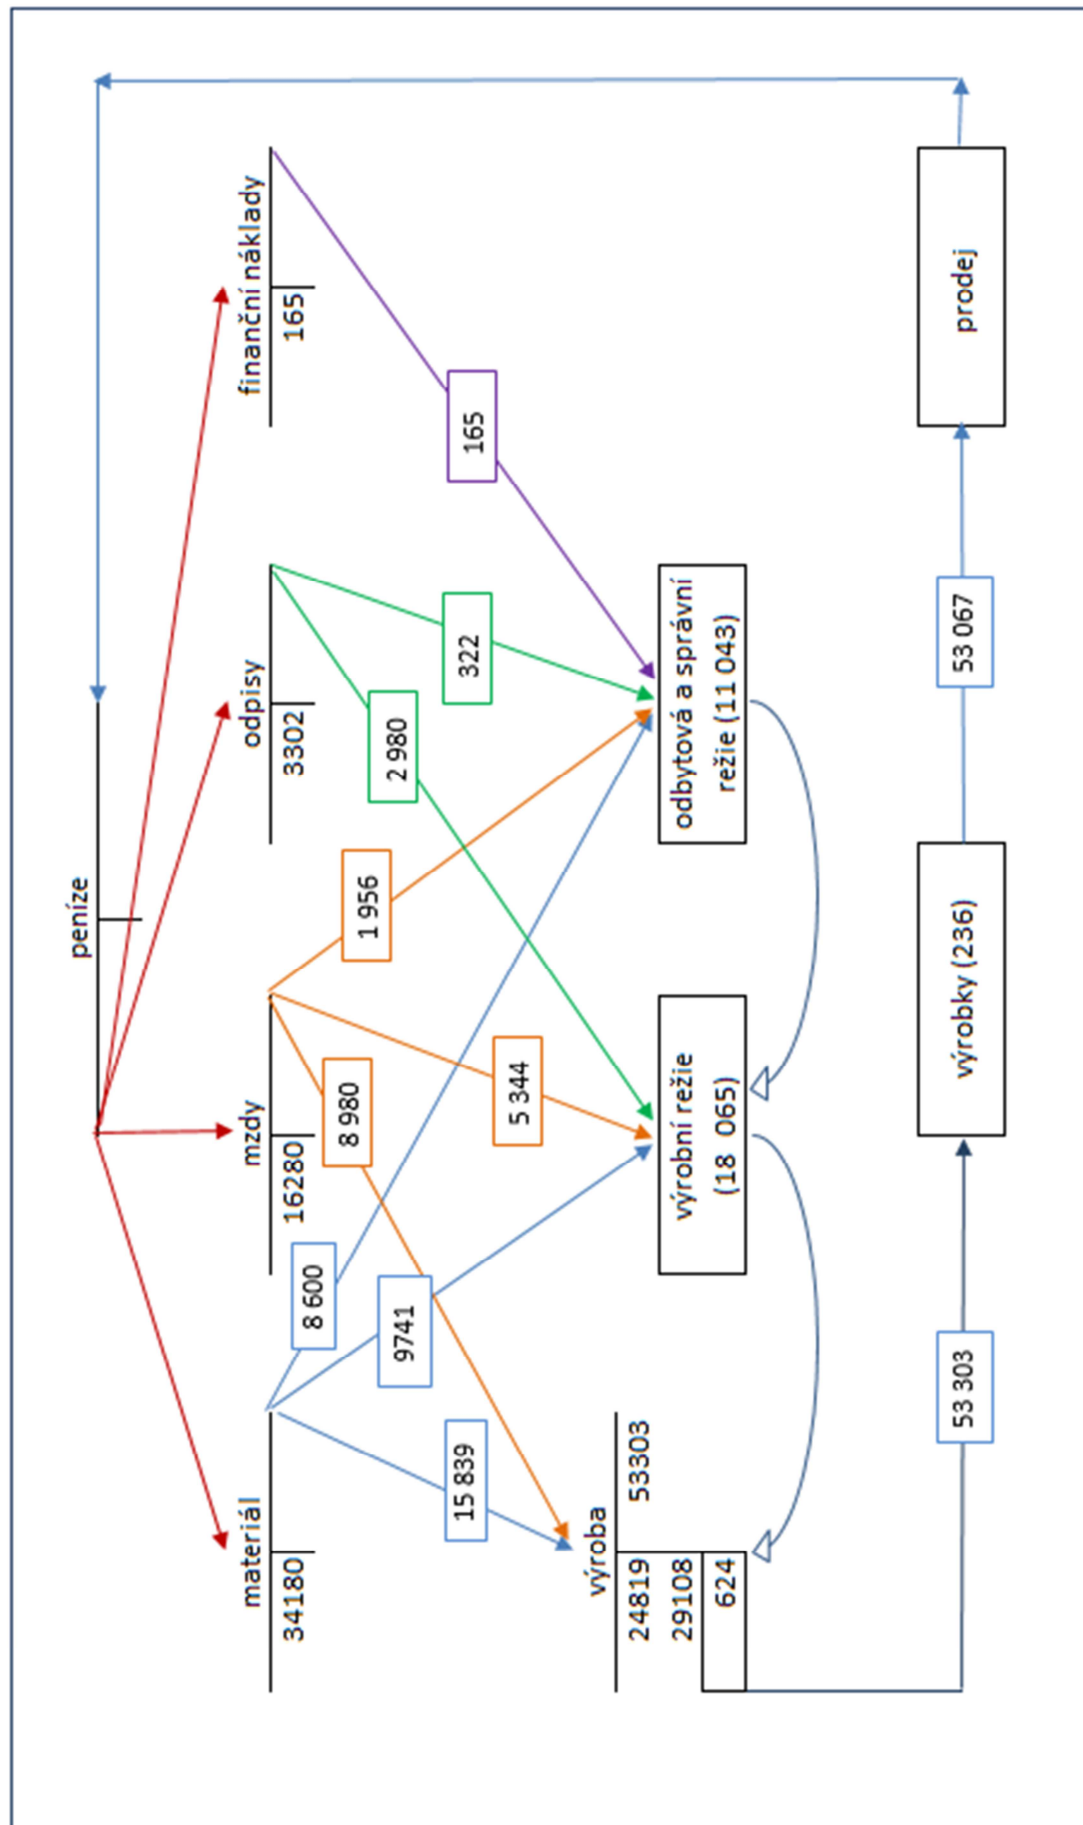 peníze
materiál
mzdy
odpisy
finanční náklady
34180
16280
3302
165
8 600
8 980
1 956
2 980
9741
15 839
5 344
322
165
výroba
24819
53303
29108
624
výrobní režie
(18 065)
odbytová a správní
režie (11 043)
výrobky (236)
prodej
53 303
53 067